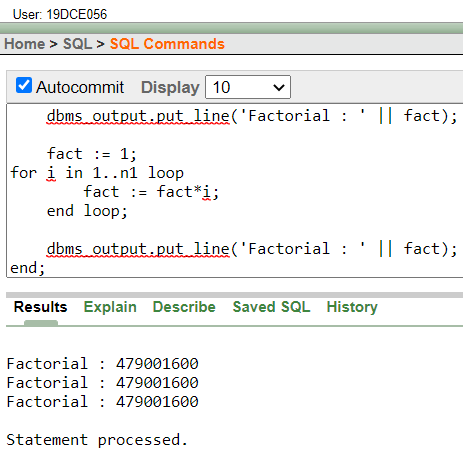 User: 19DCE056
Home > SQL > SQL Commands
Autocommit Display 10
dbms_output.put_line('Factorial : ' || fact);
fact := 1;
for i in 1..n1 loop
fact := fact*i;
end loop;
dbms_output.put_line('Factorial : ' || fact);
end;
Results Explain Describe Saved SQL History
Factorial : 479001600
Factorial : 479001600
Factorial : 479001600
Statement processed.